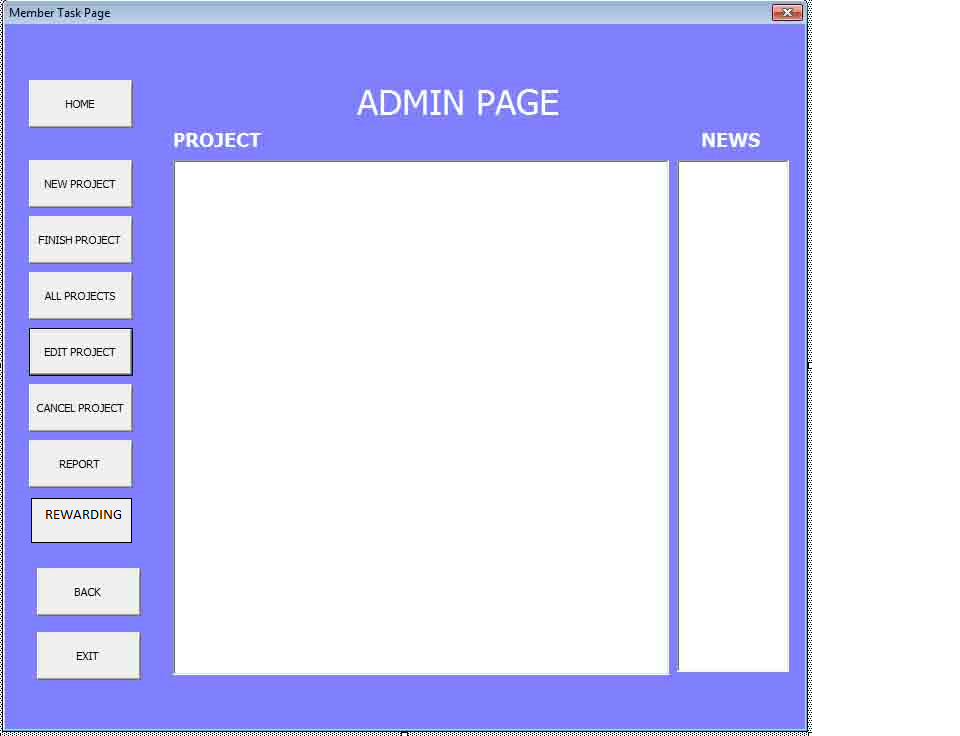 Member Task Page
ADMIN PAGE
PROJECT
NEWS
HOME
NEW PROJECT
FINISH PROJECT
ALL PROJECTS
EDIT PROJECT
CANCEL PROJECT
REPORT
REWARDING
BACK
EXIT